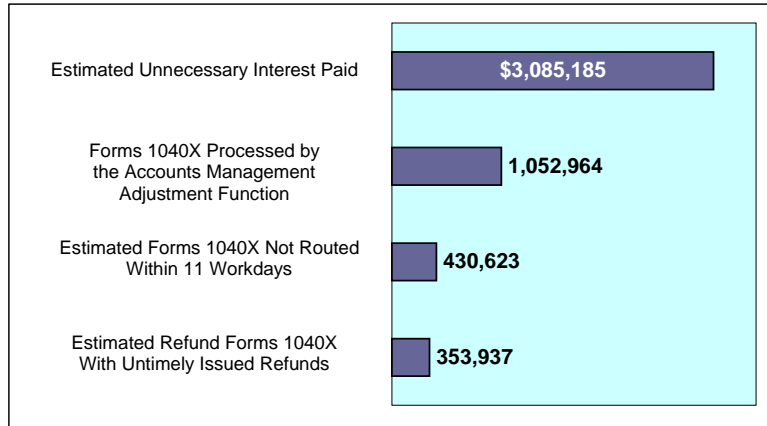 Estimated Unnecessary Interest Paid
$3,085,185
Forms 1040X Processed by
the Accounts Management
Adjustment Function
1,052,964
Estimated Forms 1040X Not Routed
Within 11 Workdays
430,623
Estimated Refund Forms 1040X
With Untimely Issued Refunds
353,937